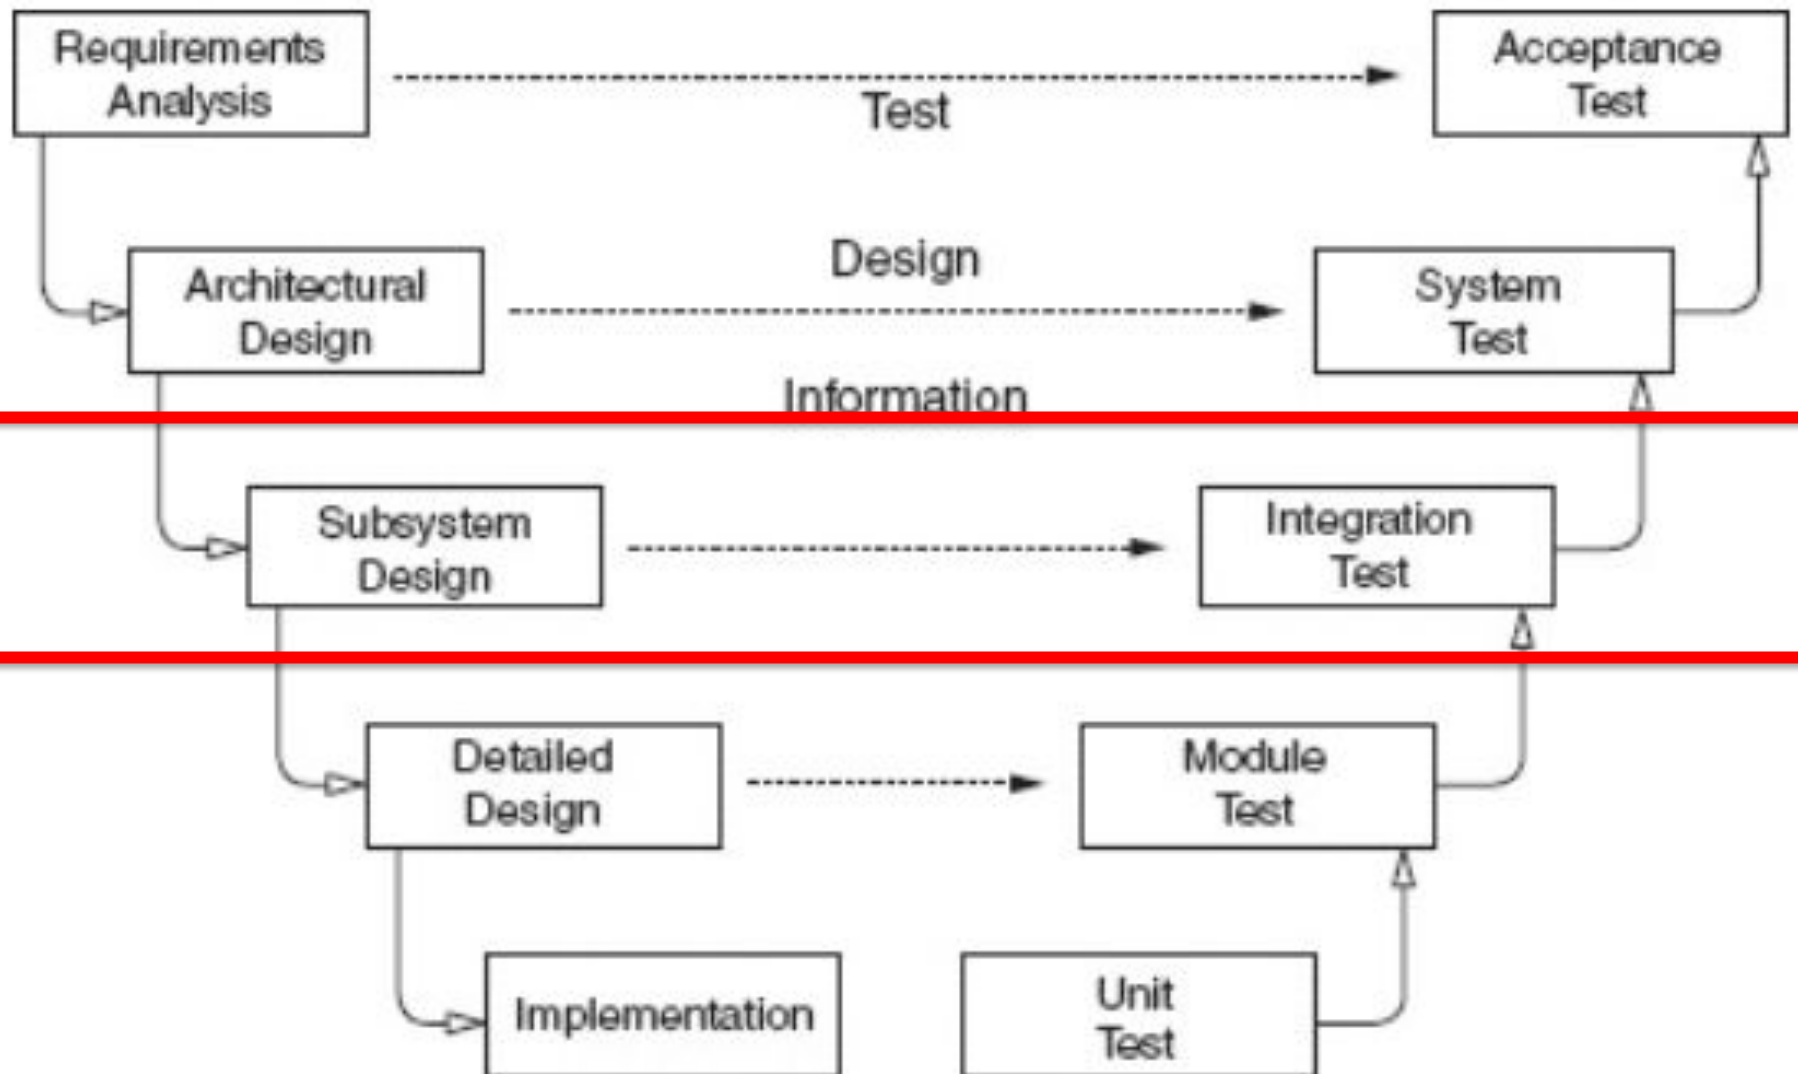 Requirements
Analysis
Acceptance
Test
Test
Architectural
Design
Design
System
Test
Information
Subsystem
Design
Integration
Test
Detailed
Design
Module
Test
Implementation
Unit
Test